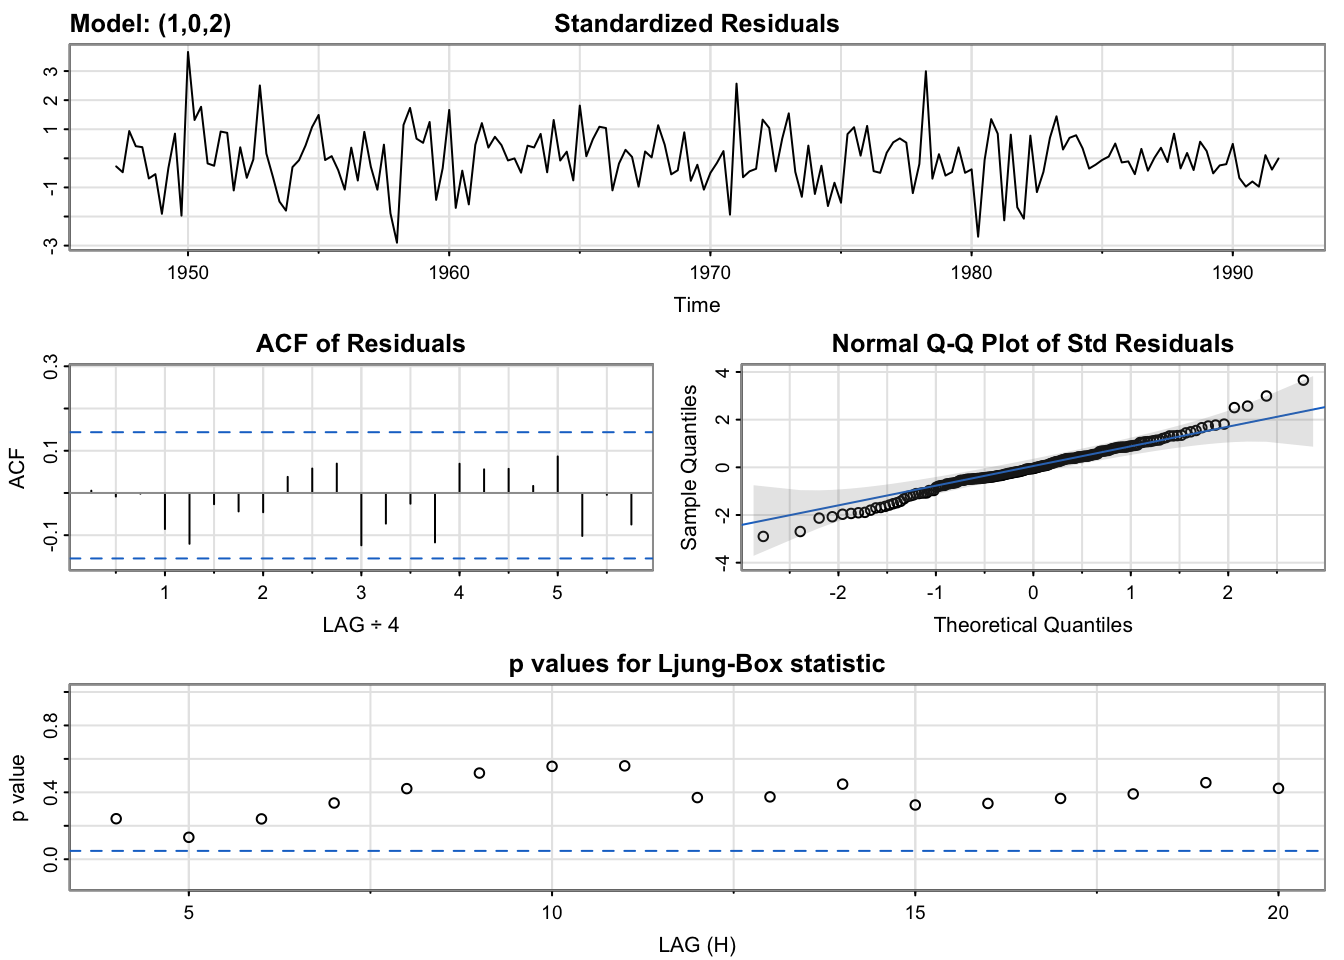 Model: (1,0,2) Standardized Residuals
3
2
1
-1
-3
1950 1960 1970 1980 1990
Time
ACF of Residuals
ACF
0.3
0.1
-0.1
1 2 3 4 5
LAG ÷ 4
Normal Q-Q Plot of Std Residuals
Sample Quantiles
4
2
0
-2
-4
-2 -1 0 1 2
Theoretical Quantiles
p values for Ljung-Box statistic
p value
0.8
0.4
0.0
5 10 15 20
LAG (H)